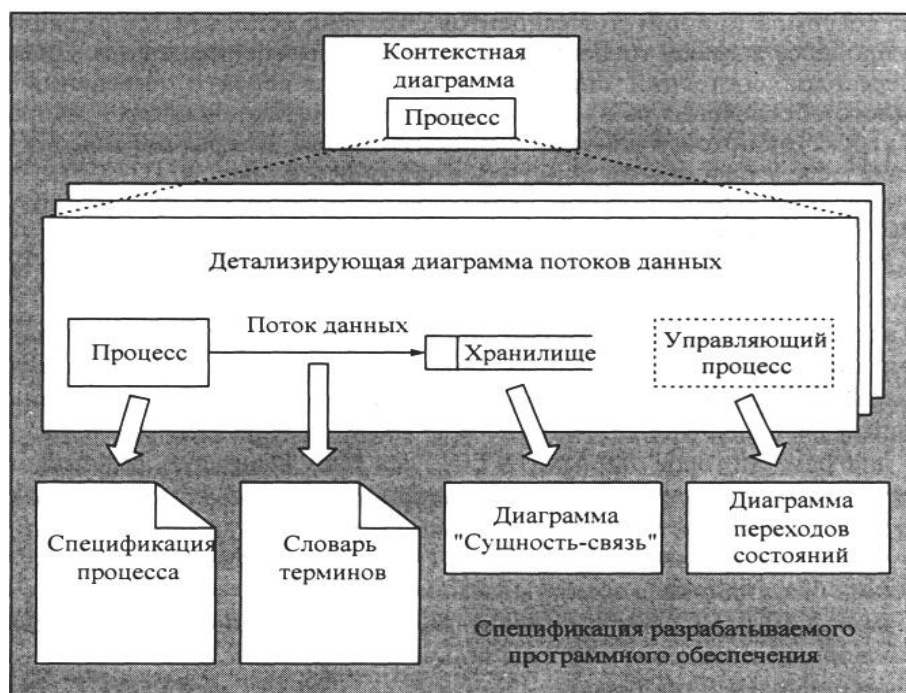 Контекстная
диаграмма
Процесс
Детализирующая диаграмма потоков данных
Поток данных
Процесс
Хранилище
Управляющий
процесс
Спецификация
процесса
Словарь
терминов
Диаграмма
"Сущность-связь"
Диаграмма
переходов
состояний
Спецификация разрабатываемого
программного обеспечения